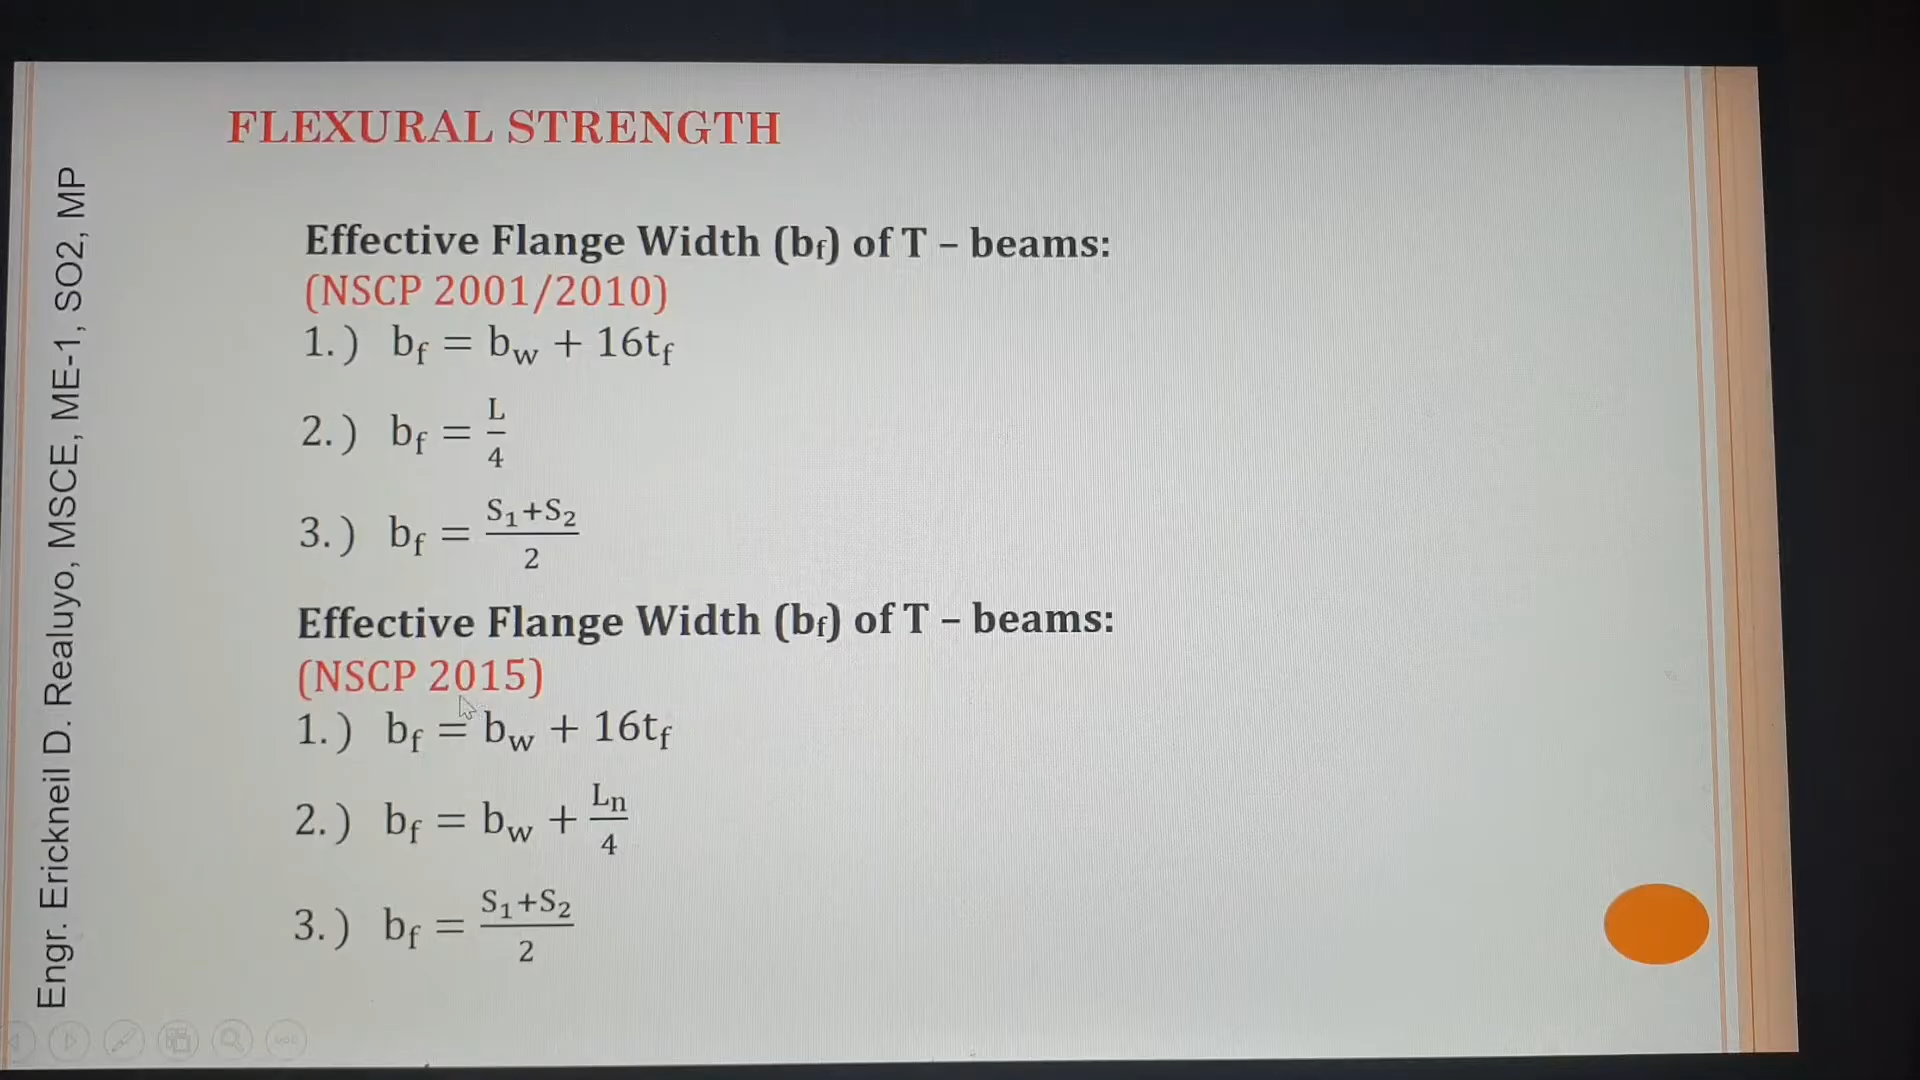 FLEXURAL STRENGTH
Effective Flange Width (bf) of T – beams:
(NSCP 2001/2010)
1.) bf = bw + 16tf
2.) bf = L/4
3.) bf = S1+S2/2
Effective Flange Width (bf) of T – beams:
(NSCP 2015)
1.) bf = bw + 16tf
2.) bf = bw + Ln/4
3.) bf = S1+S2/2
Engr. Erickneil D. Realuyo, MSCE, ME-1, SO2, MP